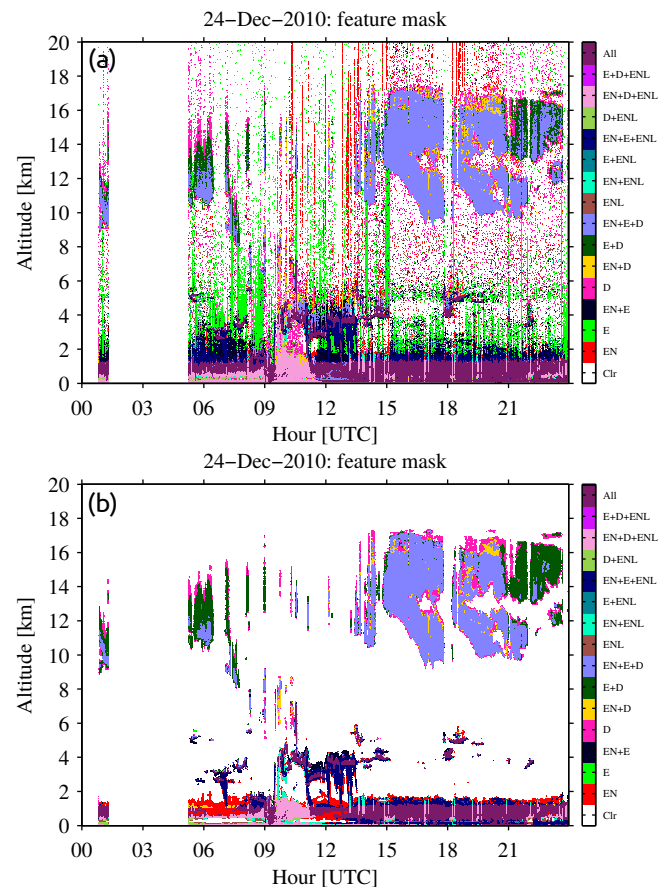 24−Dec−2010: feature mask
(a)
Altitude [km]
20
18
16
14
12
10
8
6
4
2
0
00 03 06 09 12 15 18 21
Hour [UTC]
All
E+D+ENL
EN+D+ENL
D+ENL
EN+E+ENL
E+ENL
EN+ENL
ENL
EN+E+D
E+D
EN+D
D
EN+E
E
EN
Clr
24−Dec−2010: feature mask
(b)
Altitude [km]
20
18
16
14
12
10
8
6
4
2
0
00 03 06 09 12 15 18 21
Hour [UTC]
All
E+D+ENL
EN+D+ENL
D+ENL
EN+E+ENL
E+ENL
EN+ENL
ENL
EN+E+D
E+D
EN+D
D
EN+E
E
EN
Clr